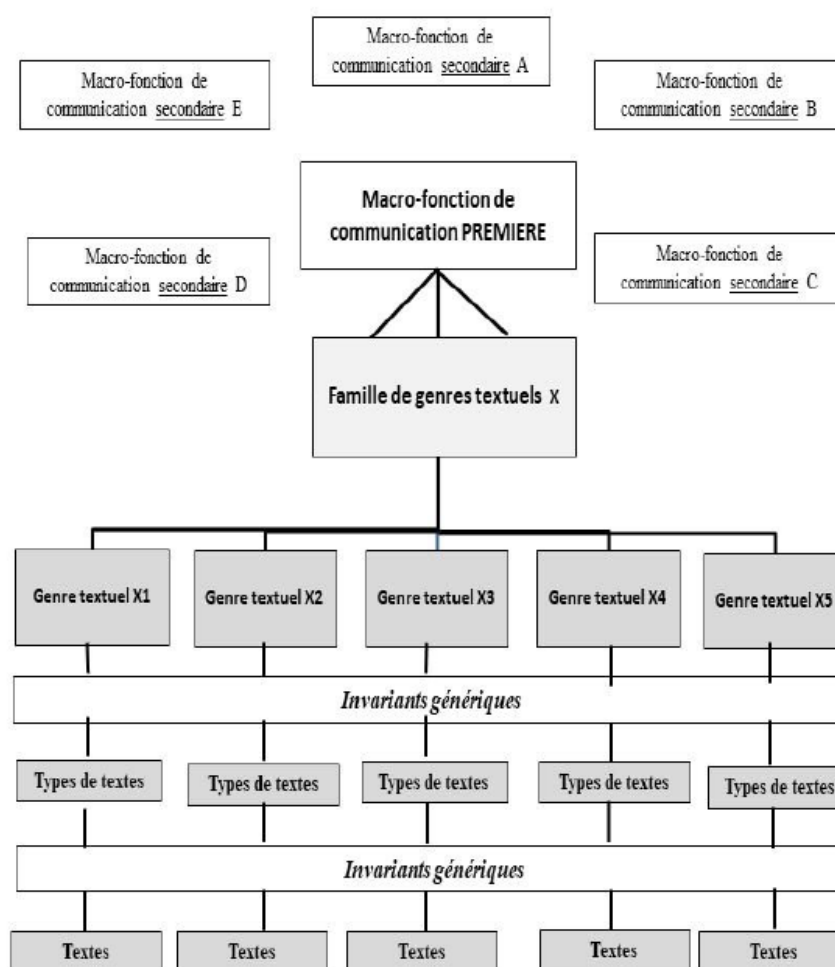 Macro-fonction de
communication secondaire A
Macro-fonction de
communication secondaire E
Macro-fonction de
communication secondaire B
Macro-fonction de
communication PREMIERE
Macro-fonction de
communication secondaire D
Macro-fonction de
communication secondaire C
Famille de genres textuels X
Genre textuel X1
Genre textuel X2
Genre textuel X3
Genre textuel X4
Genre textuel X5
Invariants génériques
Types de textes
Types de textes
Types de textes
Types de textes
Types de textes
Invariants génériques
Textes
Textes
Textes
Textes
Textes